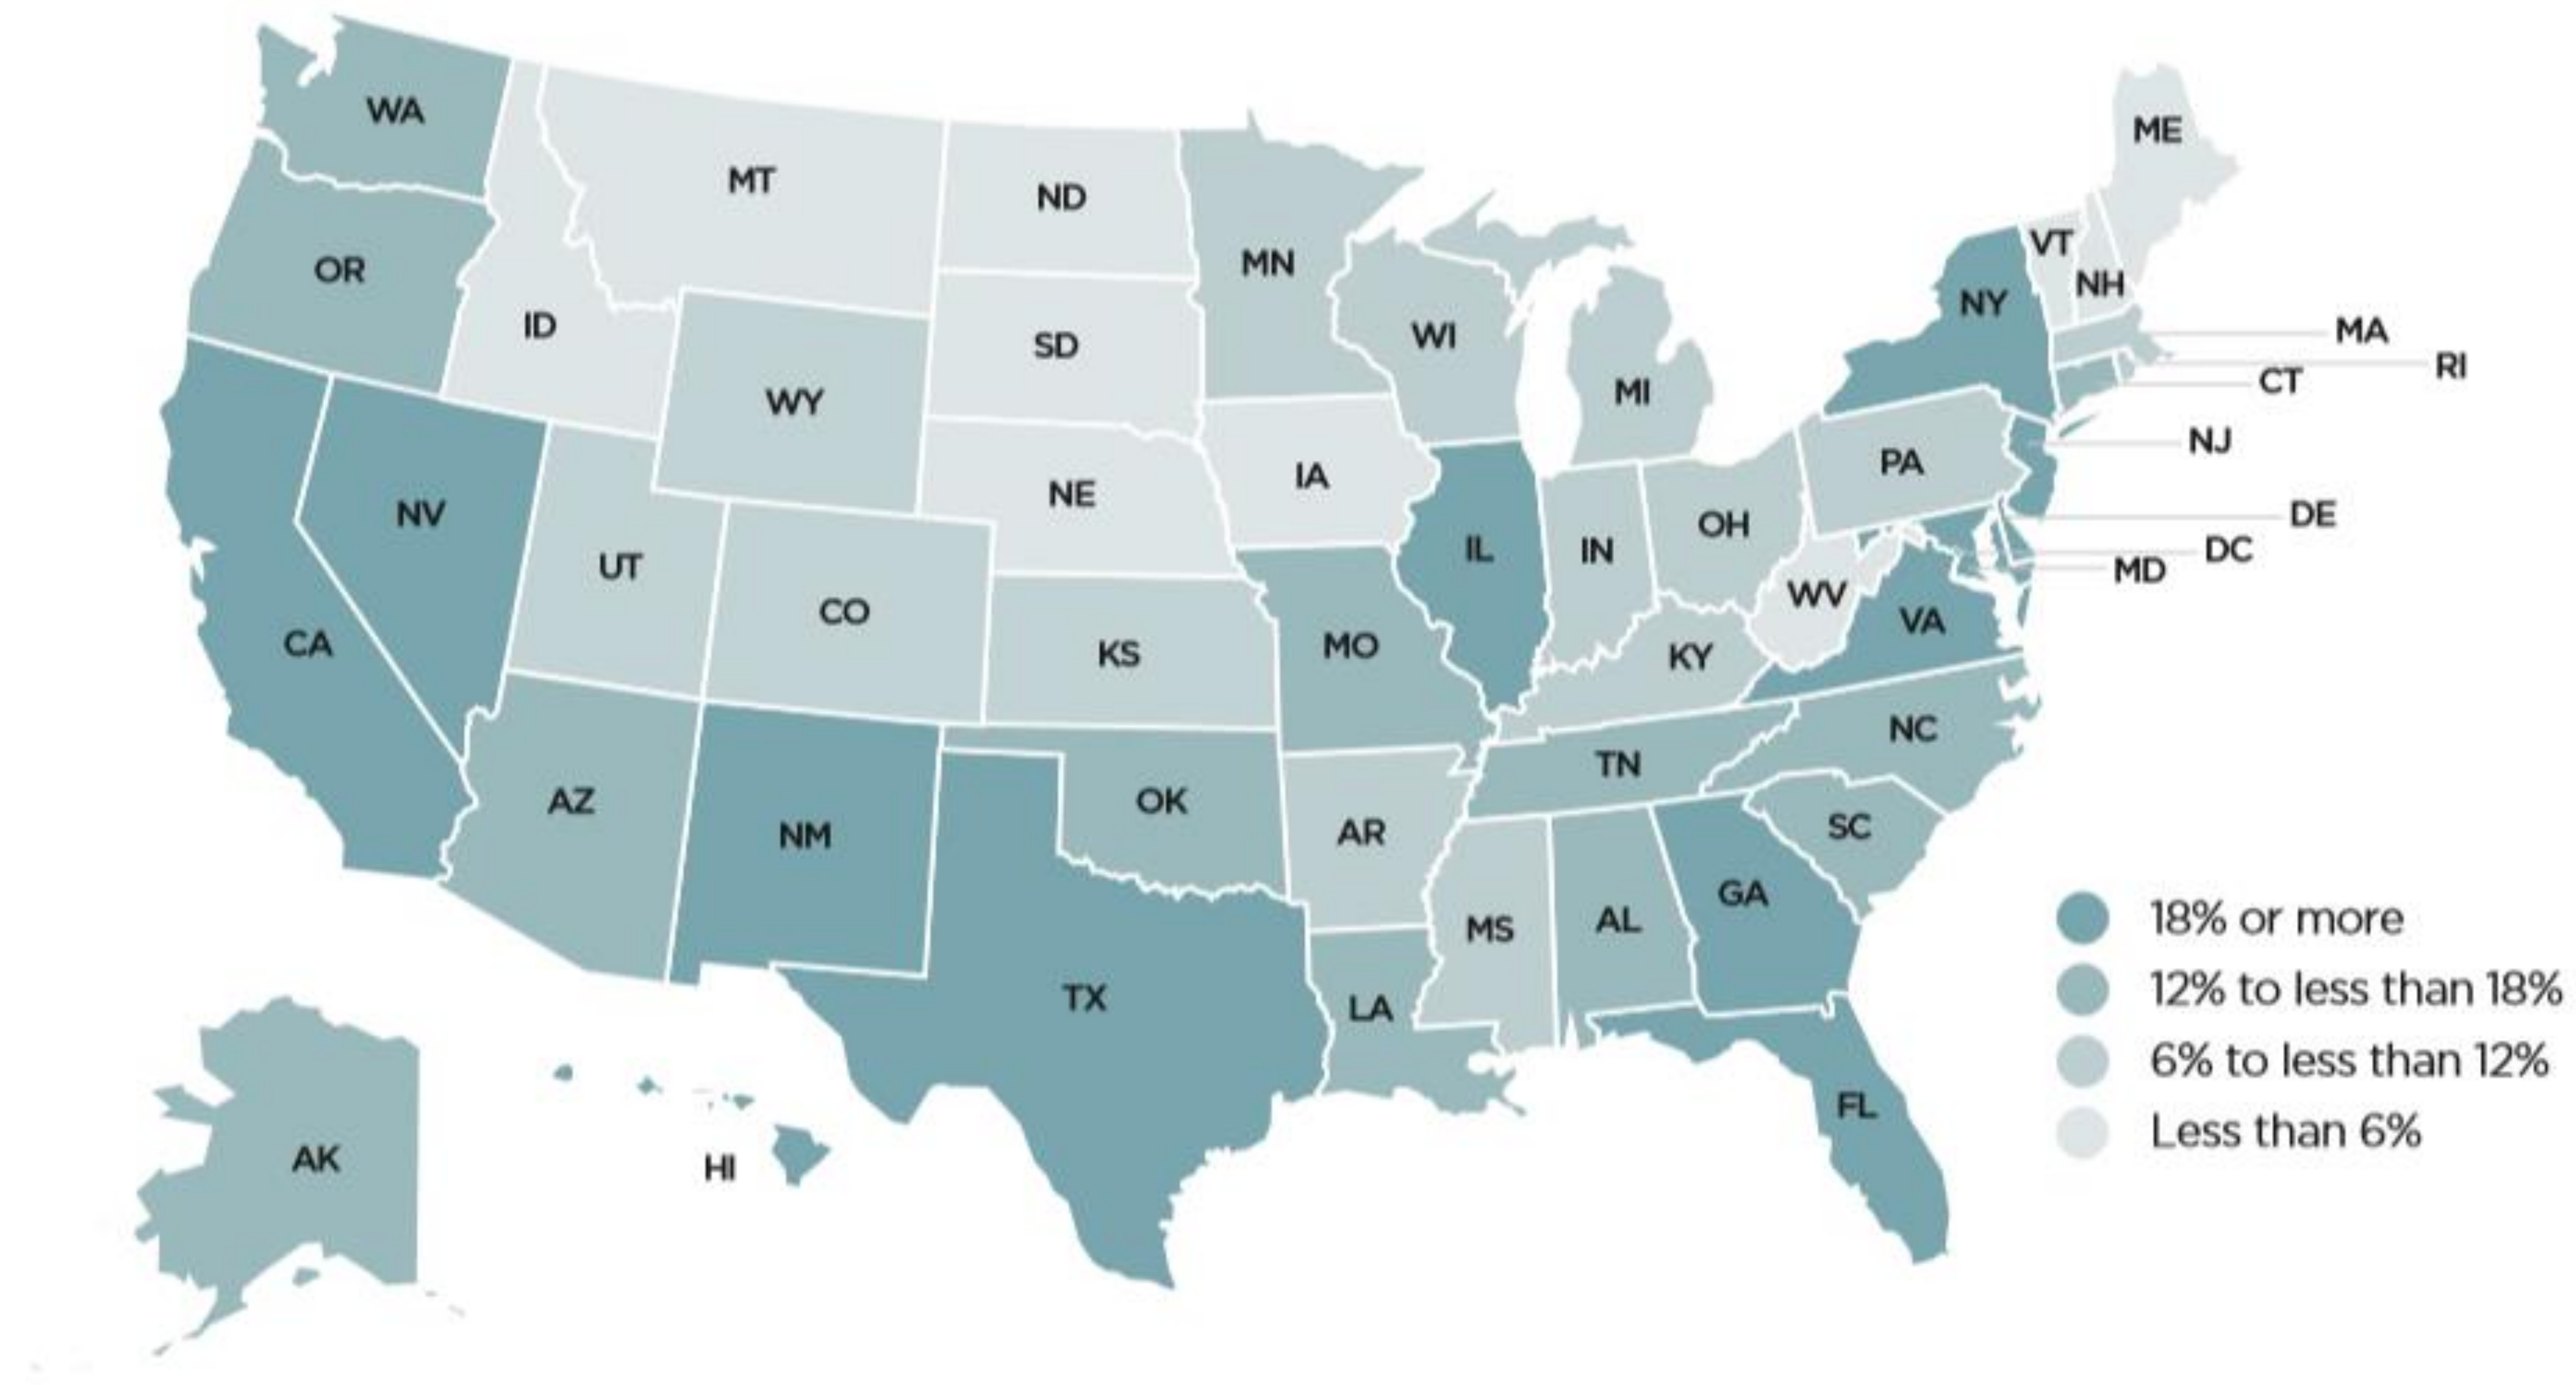 WA
MT
ND
ME
OR
MN
VT
NH
NY
ID
SD
WI
MA
RI
CT
WY
MI
NJ
PA
IA
NE
NV
OH
DE
IL
IN
DC
MD
UT
CO
WV
VA
CA
KS
MO
KY
NC
TN
AZ
OK
NM
AR
SC
GA
MS
AL
18% or more
TX
LA
12% to less than 18%
6% to less than 12%
FL
Less than 6%
AK
HI